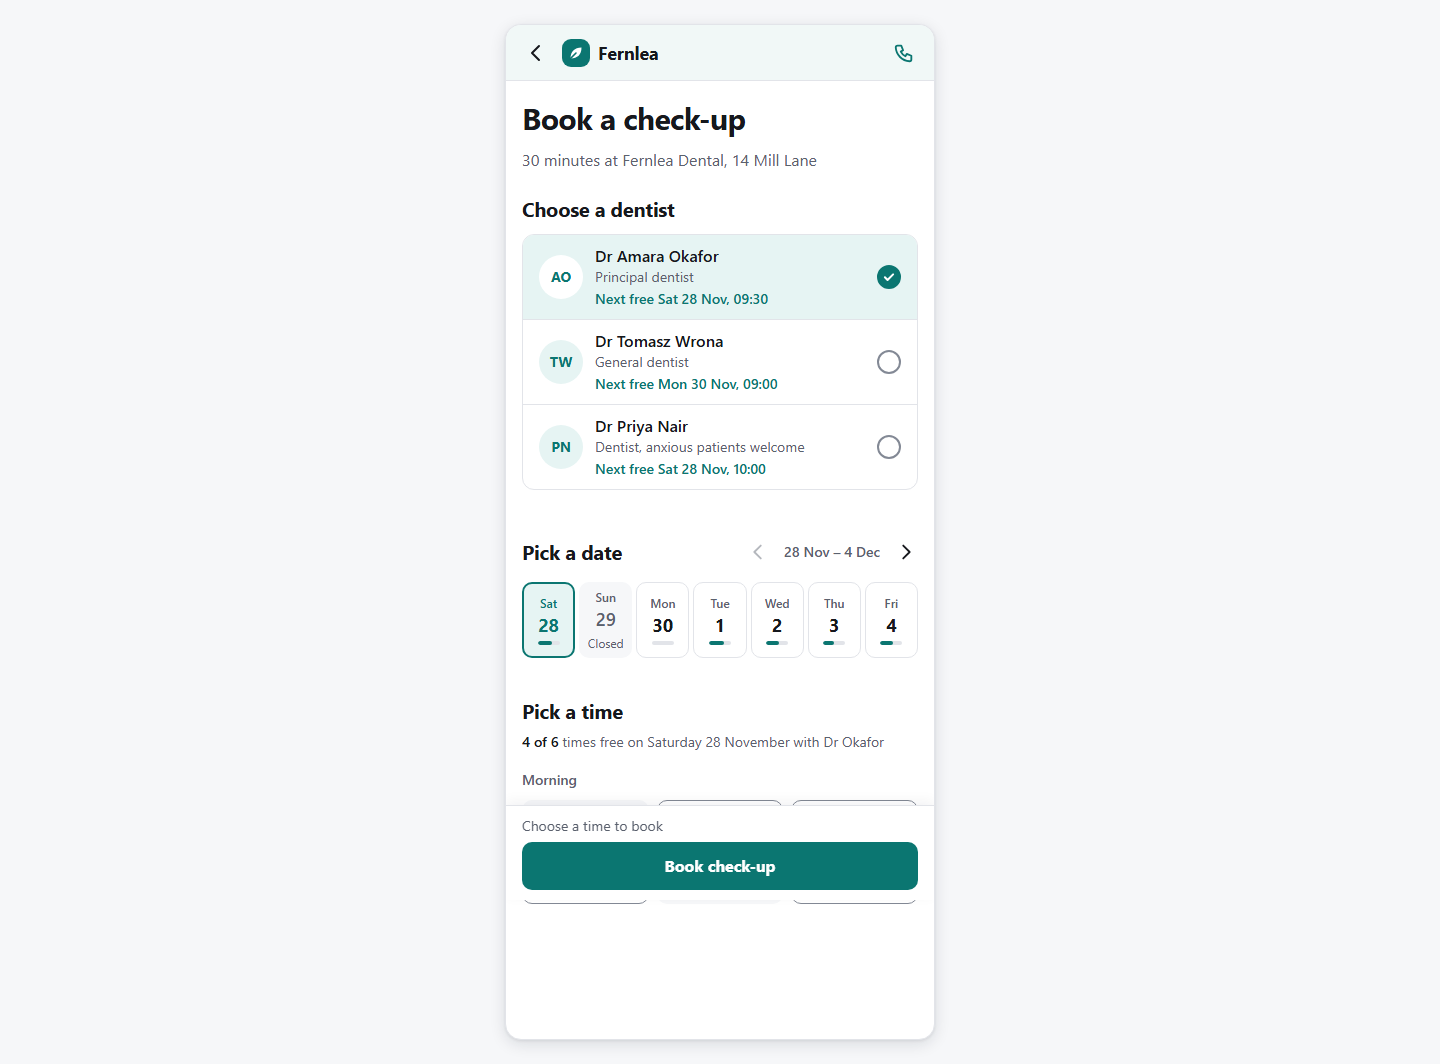 Fernlea
Book a check-up
30 minutes at Fernlea Dental, 14 Mill Lane
Choose a dentist
AO
Dr Amara Okafor
Principal dentist
Next free Sat 28 Nov, 09:30
TW
Dr Tomasz Wrona
General dentist
Next free Mon 30 Nov, 09:00
PN
Dr Priya Nair
Dentist, anxious patients welcome
Next free Sat 28 Nov, 10:00
Pick a date
28 Nov – 4 Dec
Sat
28
Sun
29
Closed
Mon
30
Tue
1
Wed
2
Thu
3
Fri
4
Pick a time
4 of 6 times free on Saturday 28 November with Dr Okafor
Morning
Choose a time to book
Book check-up